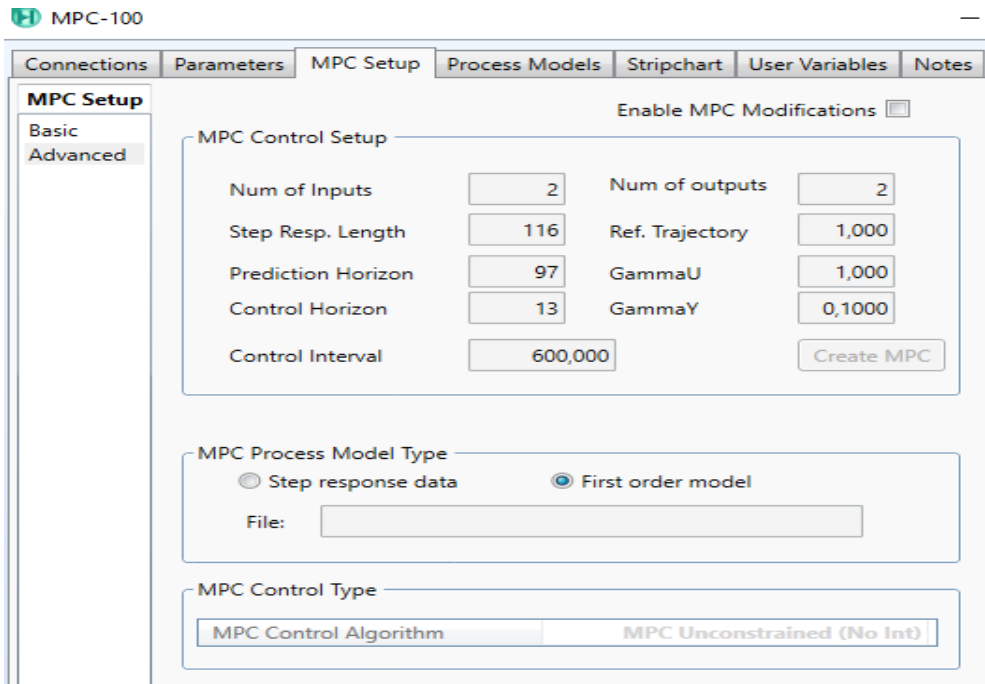 MPC-100
Connections Parameters MPC Setup Process Models Stripchart User Variables Notes
MPC Setup
Basic
Advanced
Enable MPC Modifications
MPC Control Setup
Num of Inputs 2 Num of outputs 2
Step Resp. Length 116 Ref. Trajectory 1,000
Prediction Horizon 97 GammaU 1,000
Control Horizon 13 GammaY 0,1000
Control Interval 600,000 Create MPC
MPC Process Model Type
Step response data First order model
File:
MPC Control Type
MPC Control Algorithm MPC Unconstrained (No Int)